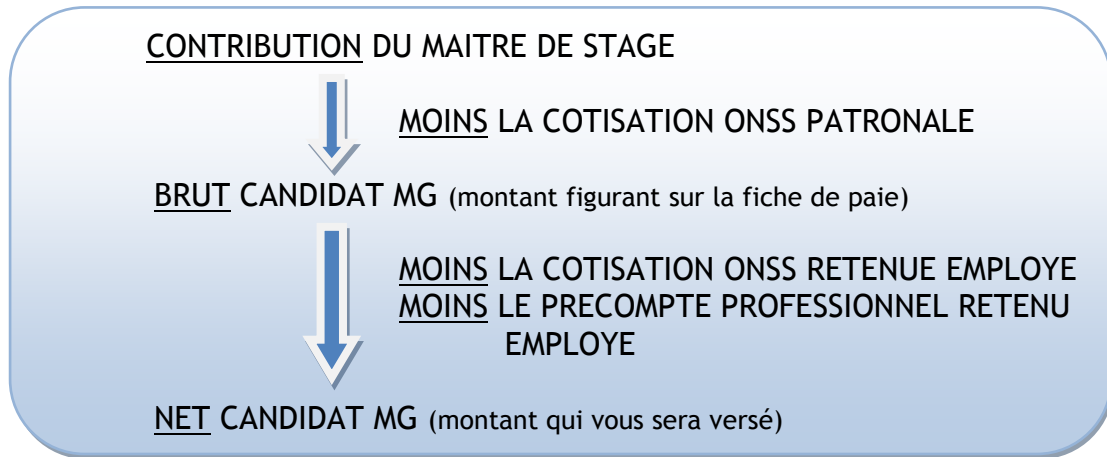 CONTRIBUTION DU MAITRE DE STAGE
MOINS LA COTISATION ONSS PATRONALE
BRUT CANDIDAT MG (montant figurant sur la fiche de paie)
MOINS LA COTISATION ONSS RETENUE EMPLOYE
MOINS LE PRECOMPTE PROFESSIONNEL RETENU
EMPLOYE
NET CANDIDAT MG (montant qui vous sera versé)